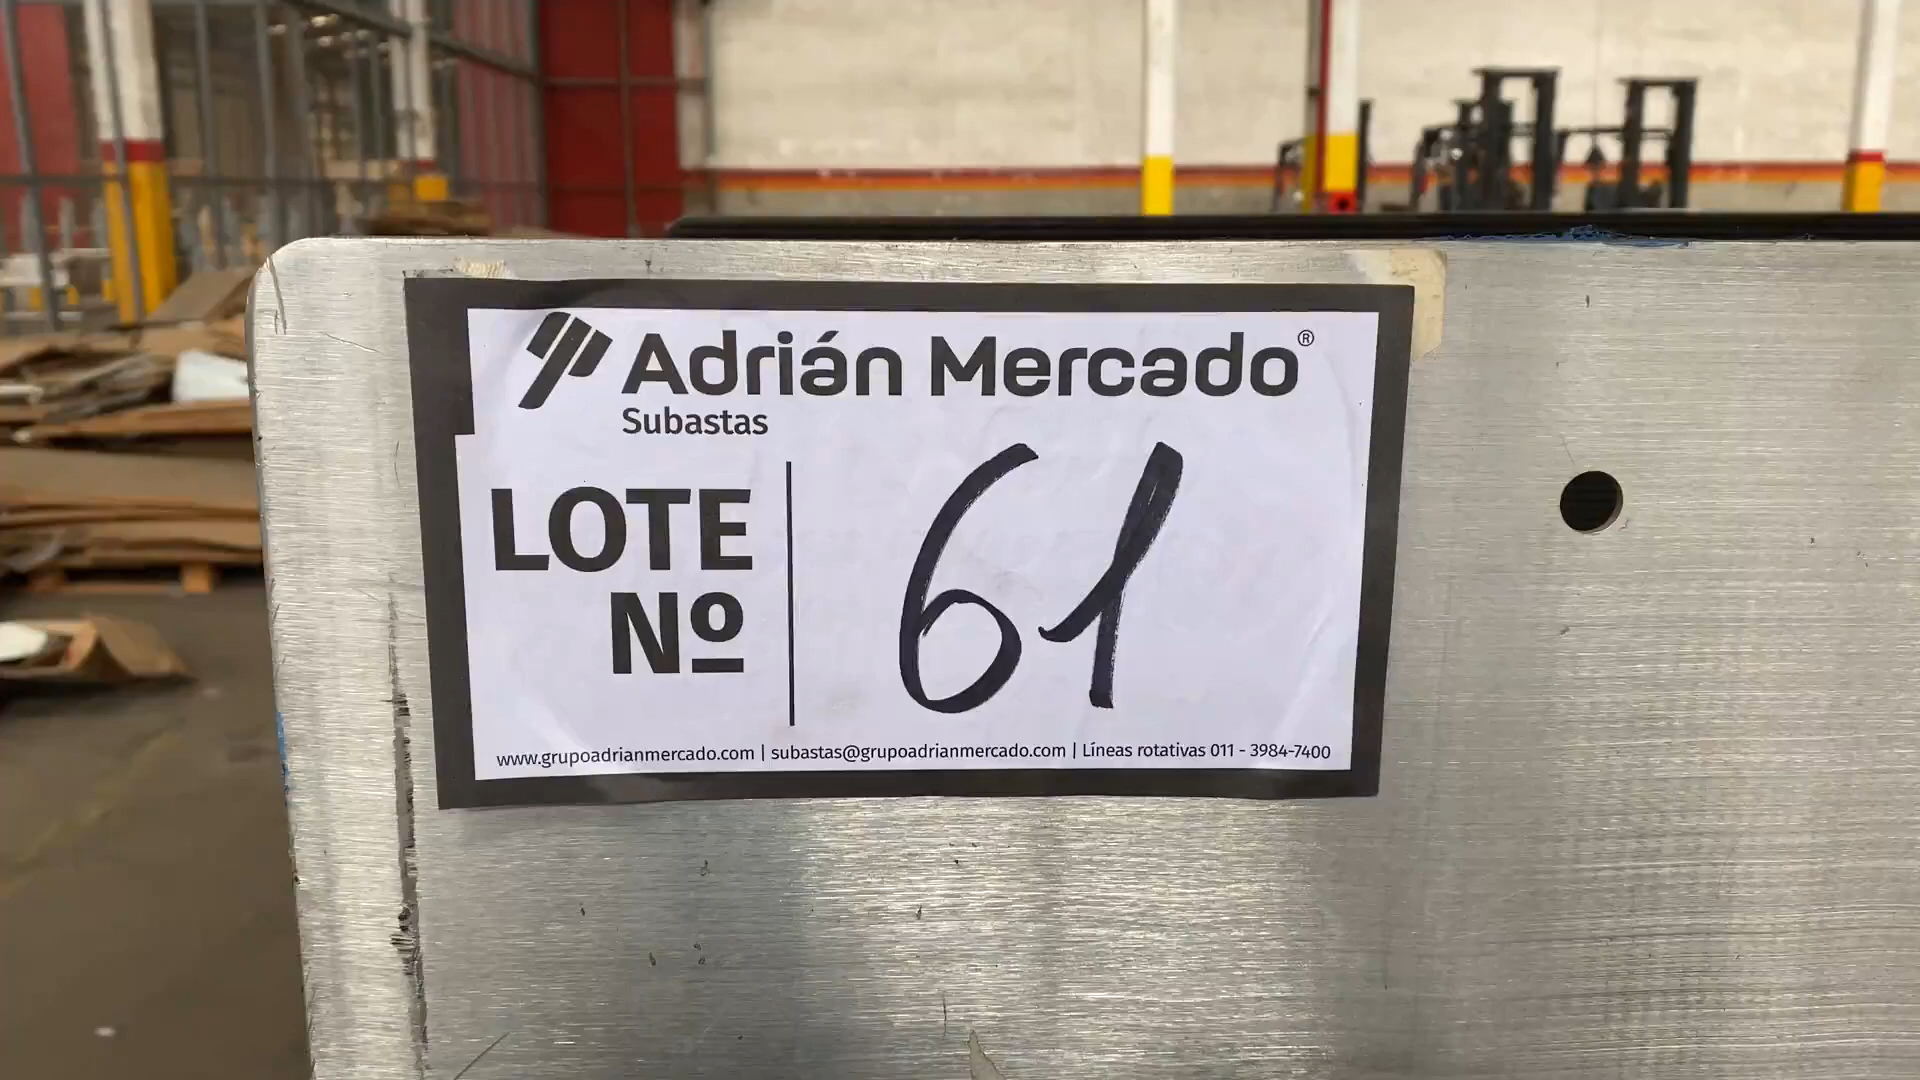 Adrián Mercado®
Subastas
LOTE
Nº
61
www.grupoadrianmercado.com | subastas@grupoadrianmercado.com | Líneas rotativas 011 - 3984-7400